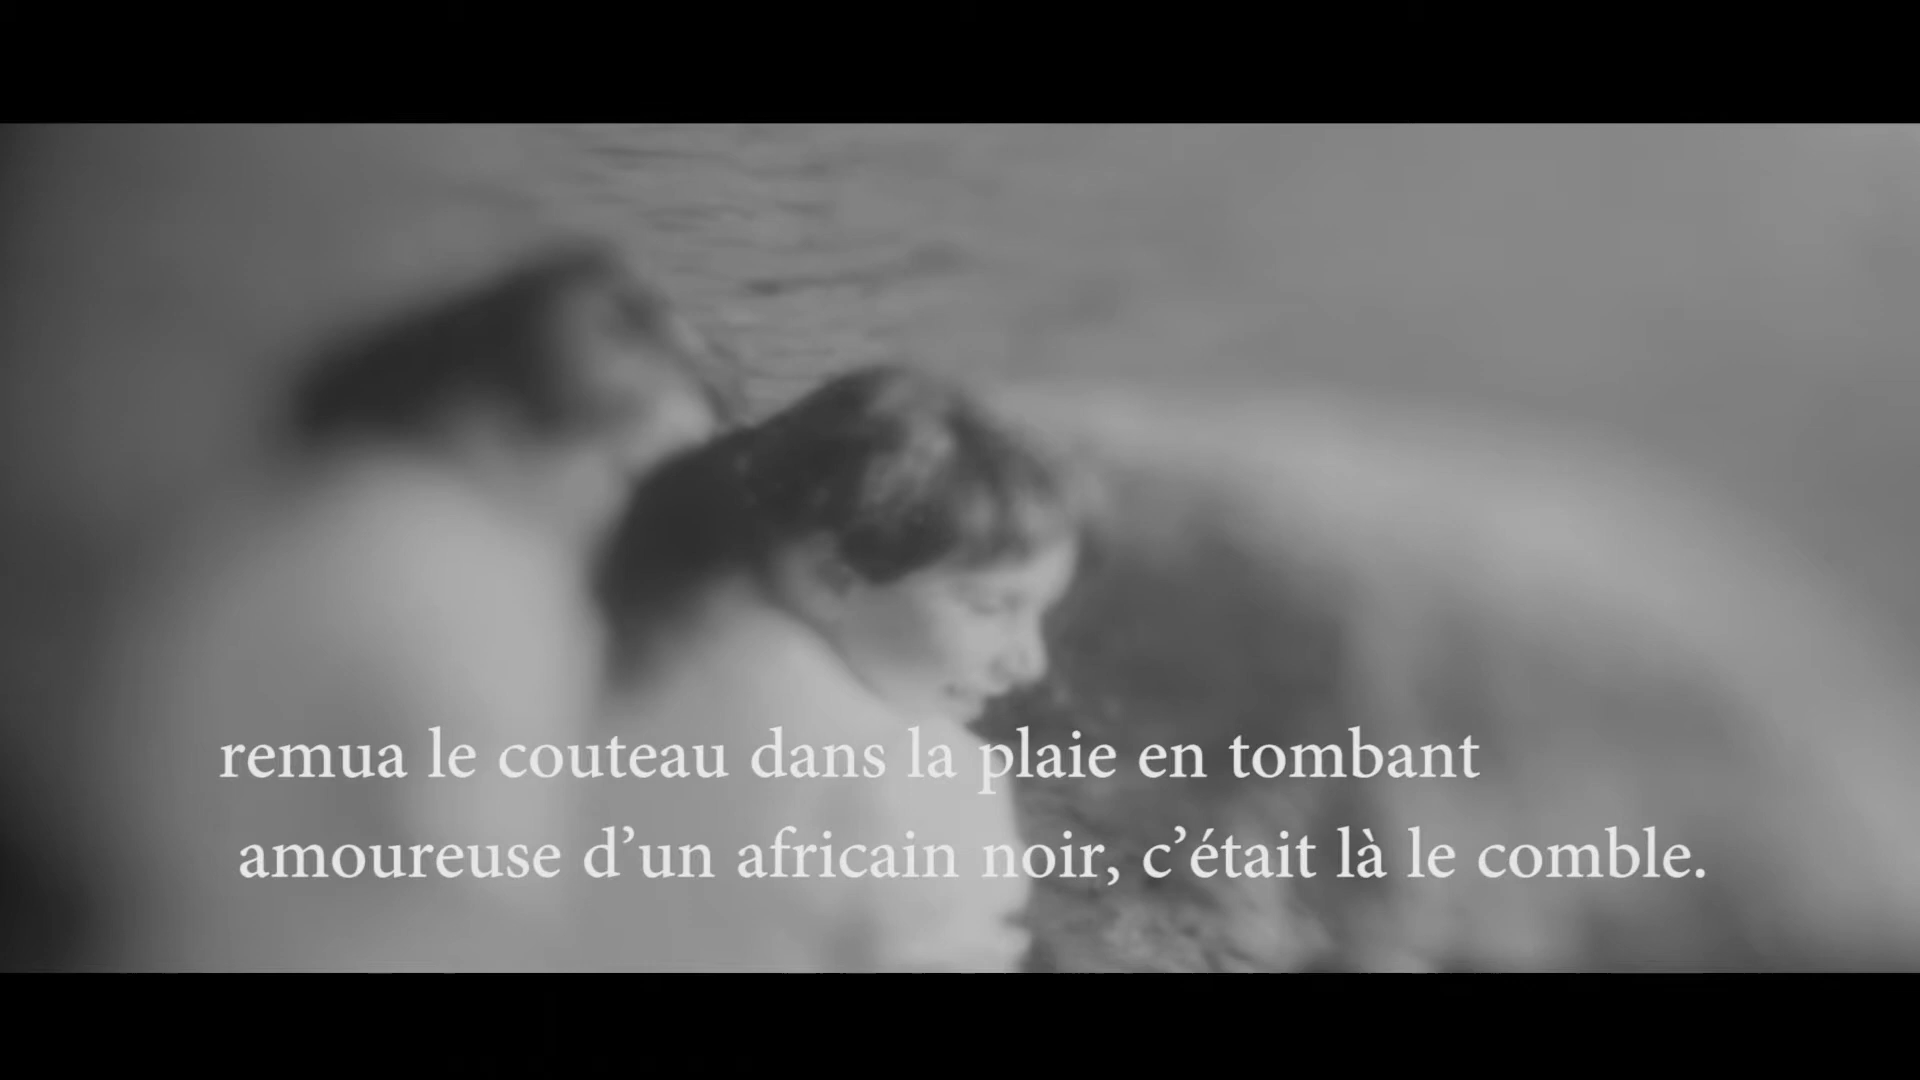 remua le couteau dans la plaie en tombant
amoureuse d’un africain noir, c’était là le comble.